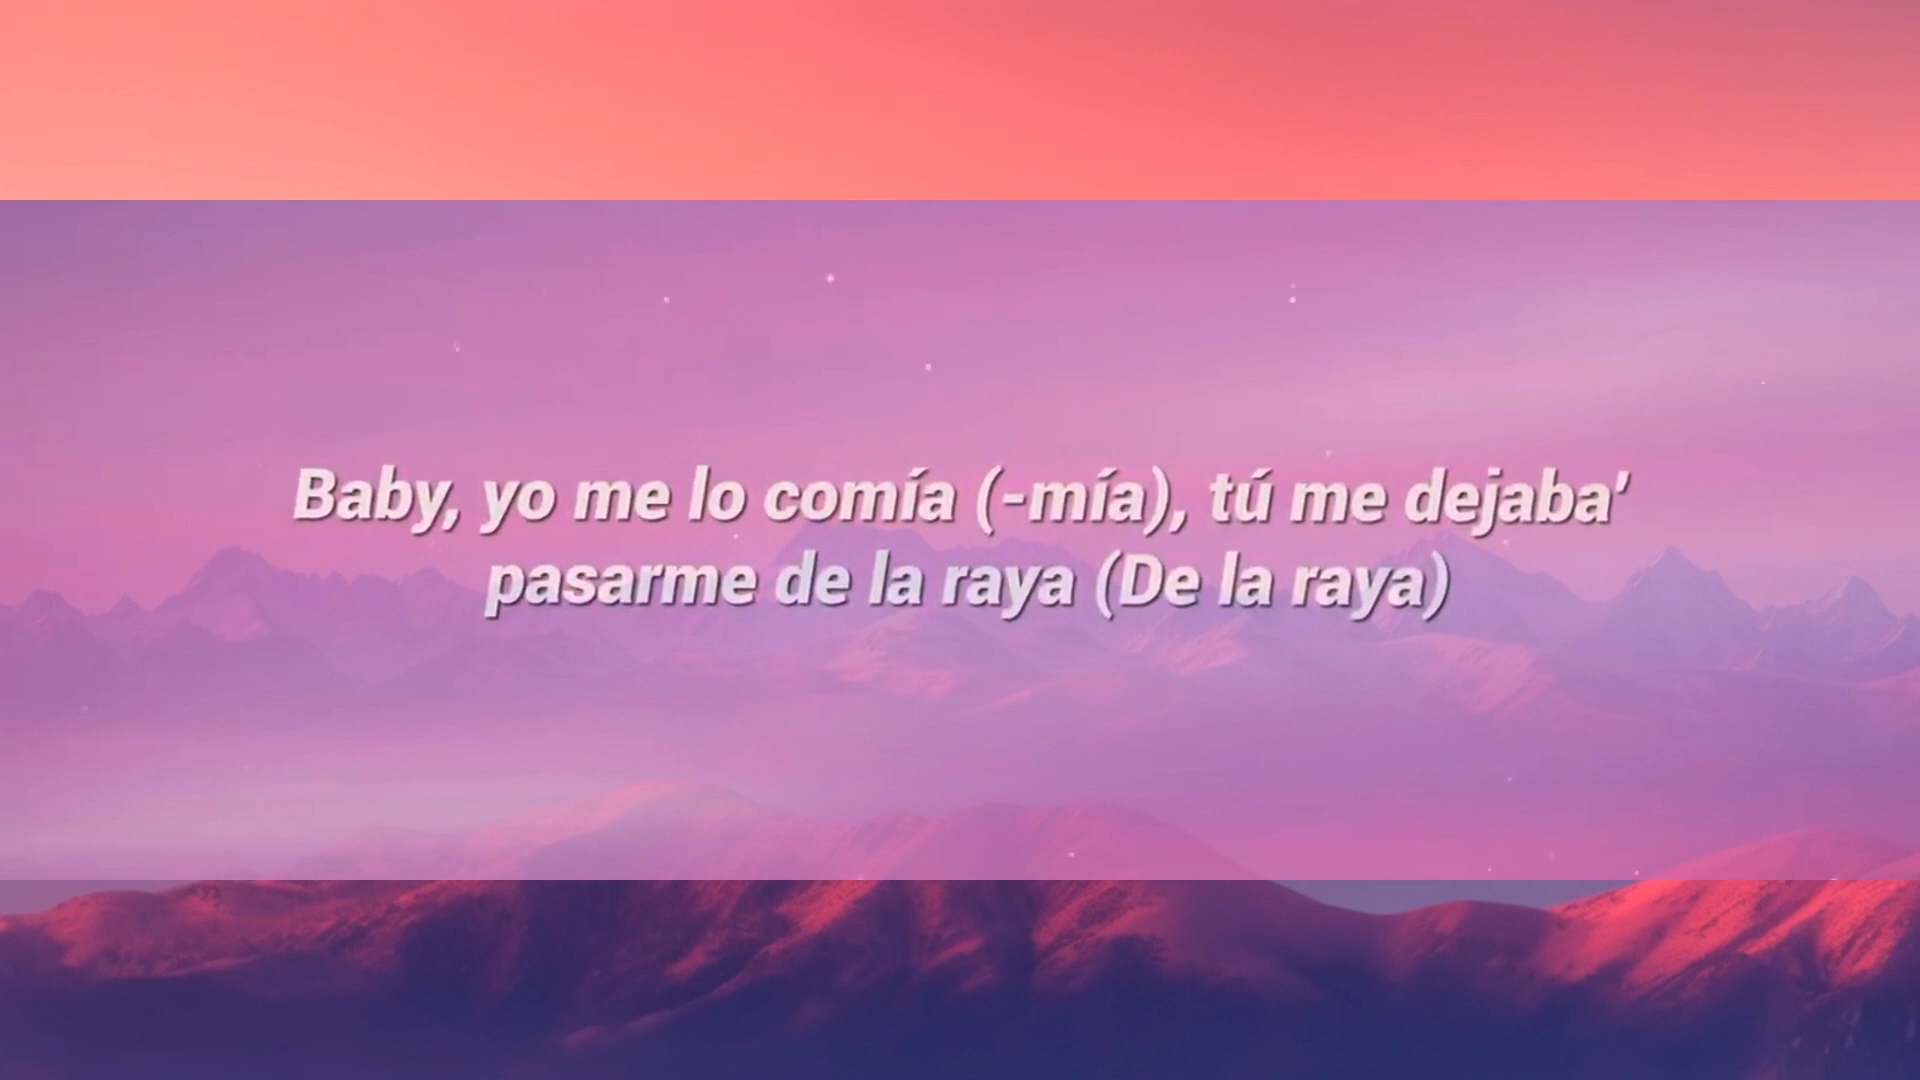 Baby, yo me lo comía (-mía), tú me dejaba'
pasarme de la raya (De la raya)